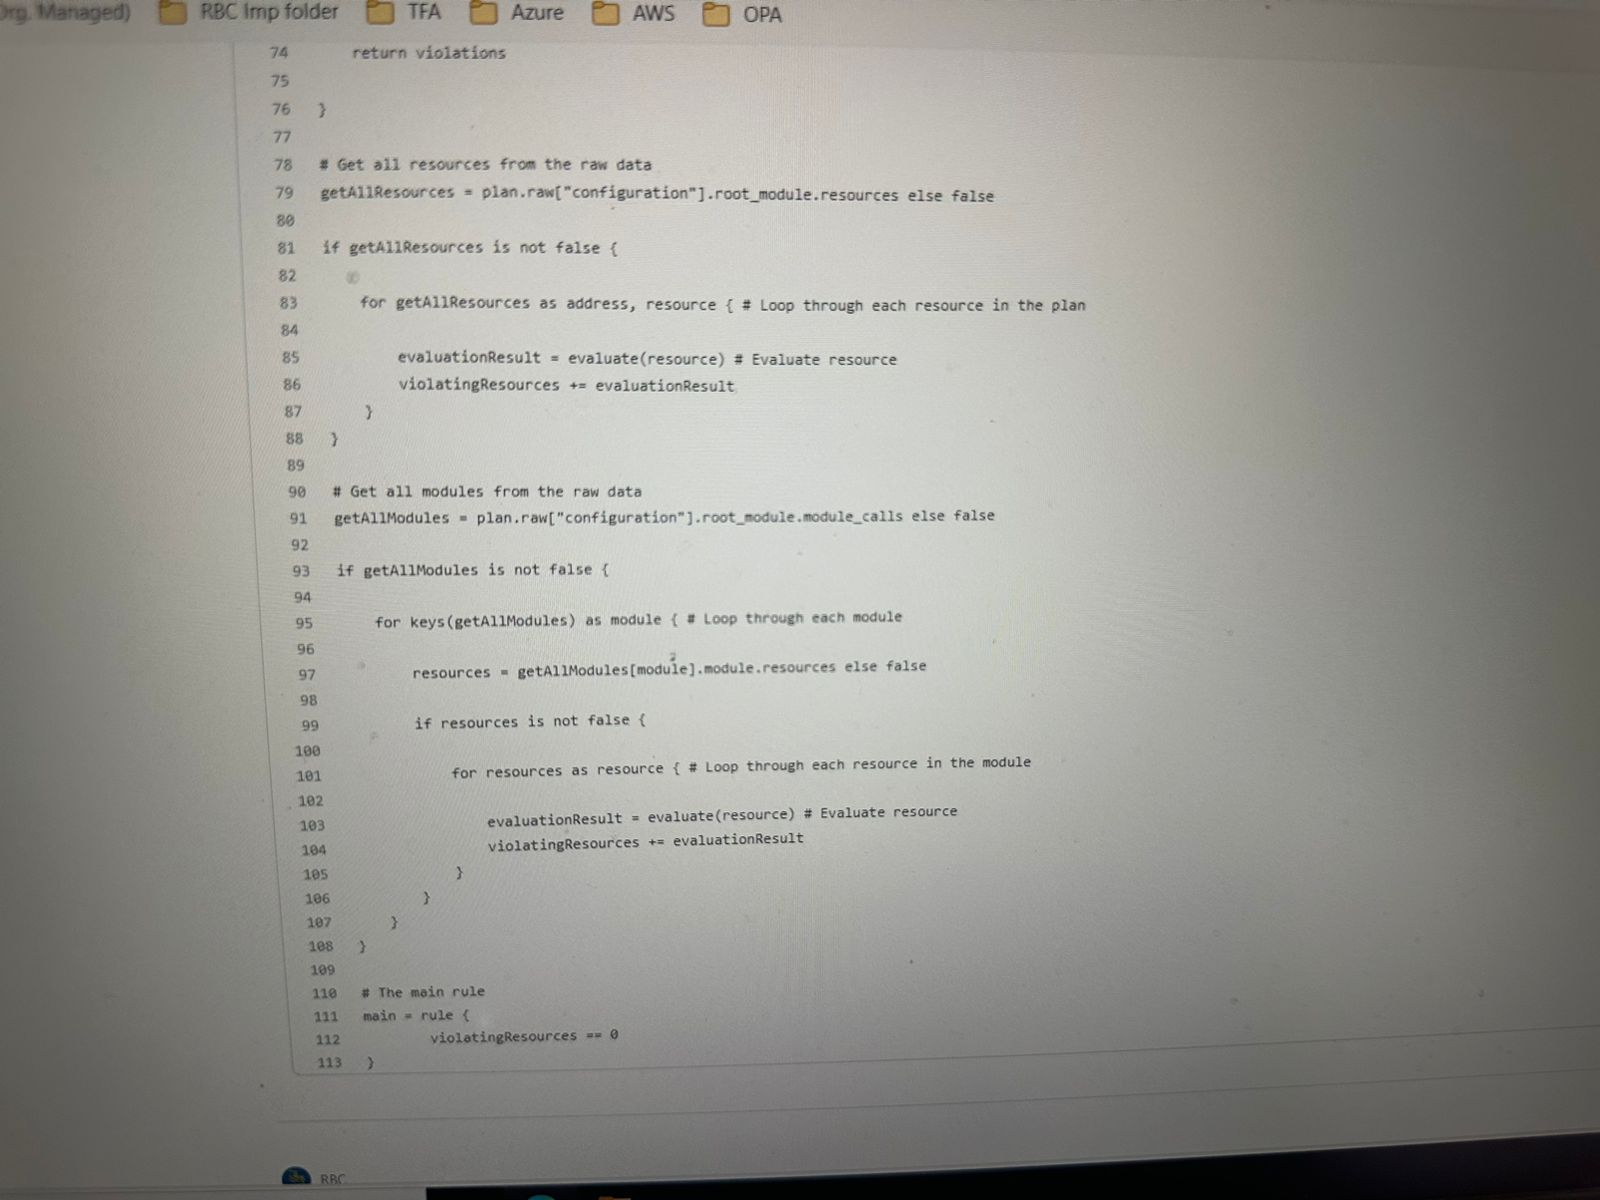 Org. Managed) RBC Imp folder TFA Azure AWS OPA
74 return violations
75
76 }
77
78 # Get all resources from the raw data
79 getAllResources = plan.raw["configuration"].root_module.resources else false
80
81 if getAllResources is not false {
82
83 for getAllResources as address, resource { # Loop through each resource in the plan
84
85 evaluationResult = evaluate(resource) # Evaluate resource
86 violatingResources += evaluationResult
87 }
88 }
89
90 # Get all modules from the raw data
91 getAllModules = plan.raw["configuration"].root_module.module_calls else false
92
93 if getAllModules is not false {
94
95 for keys(getAllModules) as module { # Loop through each module
96
97 resources = getAllModules[module].module.resources else false
98
99 if resources is not false {
100
101 for resources as resource { # Loop through each resource in the module
102
103 evaluationResult = evaluate(resource) # Evaluate resource
104 violatingResources += evaluationResult
105 }
106 }
107 }
108 }
109
110 # The main rule
111 main = rule {
112 violatingResources == 0
113 }
RBC